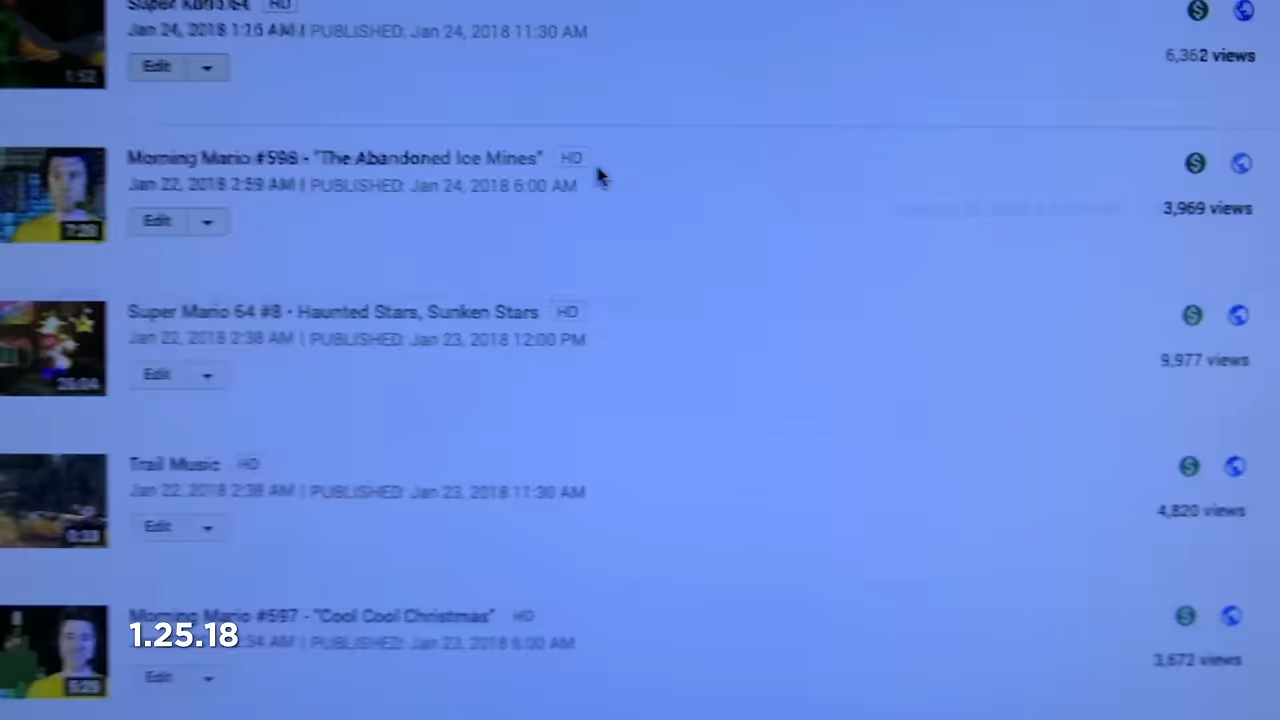 Jan 24, 2018 1:16 AM | PUBLISHED: Jan 24, 2018 11:30 AM
Edit
1:52
6,362 views
Morning Mario #598 - "The Abandoned Ice Mines" HD
Jan 22, 2018 2:59 AM | PUBLISHED: Jan 24, 2018 6:00 AM
Edit
3,969 views
Super Mario 64 #8 - Haunted Stars, Sunken Stars HD
Jan 22, 2018 2:38 AM | PUBLISHED: Jan 23, 2018 12:00 PM
Edit
9,977 views
Trail Music HD
Jan 22, 2018 2:38 AM | PUBLISHED: Jan 23, 2018 11:30 AM
Edit
4,820 views
Morning Mario #597 - "Cool Cool Christmas" HD
1.25.18
AM | PUBLISHED: Jan 23, 2018 6:00 AM
Edit
3,672 views